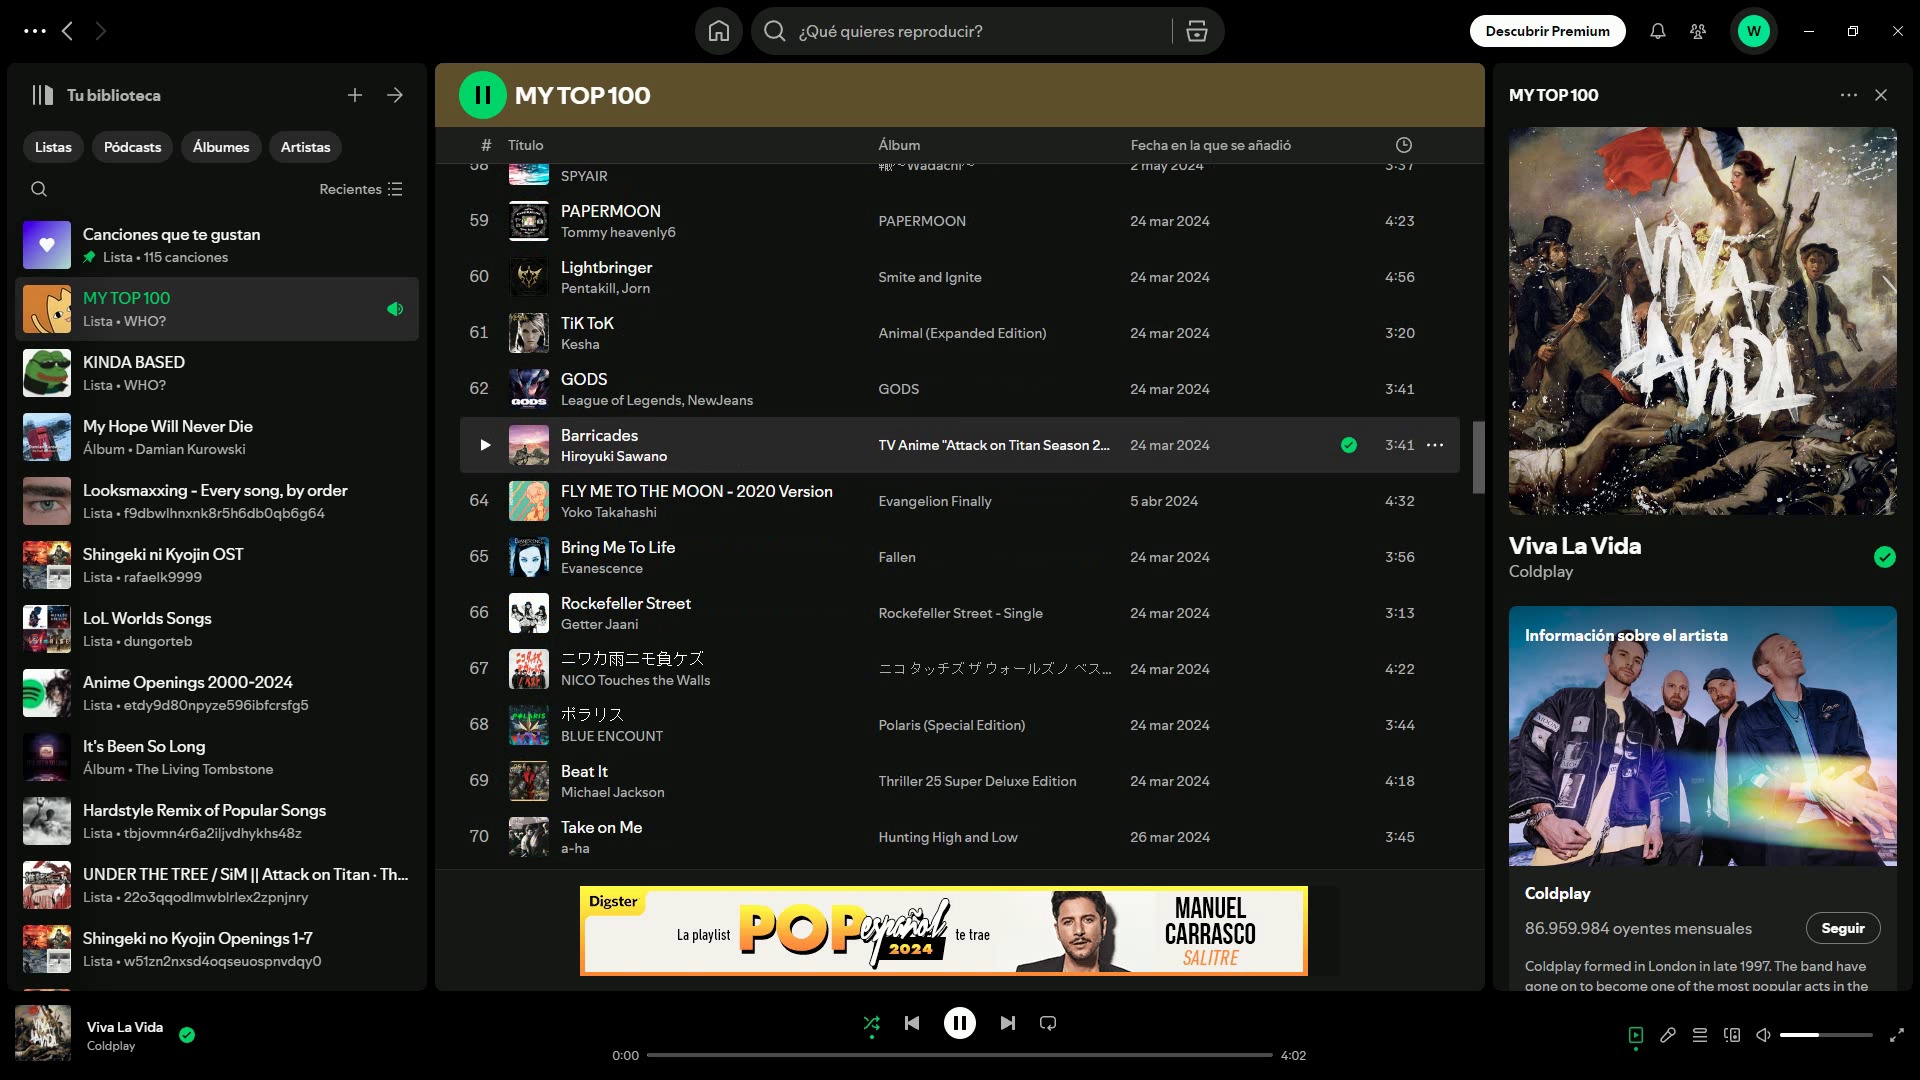 ¿Qué quieres reproducir?
Descubrir Premium
W
Tu biblioteca
Listas
Pódcasts
Álbumes
Artistas
Recientes
Canciones que te gustan
Lista • 115 canciones
MY TOP 100
Lista • WHO?
KINDA BASED
Lista • WHO?
My Hope Will Never Die
Álbum • Damian Kurowski
Looksmaxxing - Every song, by order
Lista • f9dbwlhnxnk8r5h6db0qb6g64
Shingeki ni Kyojin OST
Lista • rafaelk9999
LoL Worlds Songs
Lista • dungorteb
Anime Openings 2000-2024
Lista • etdy9d80npyze596ibfcrsfg5
It's Been So Long
Álbum • The Living Tombstone
Hardstyle Remix of Popular Songs
Lista • tbjovmn4r6a2iljvdhykhs48z
UNDER THE TREE / SiM || Attack on Titan · Th...
Lista • 22o3qqodlmwblrlex2zpnjnry
Shingeki no Kyojin Openings 1-7
Lista • w51zn2nxsd4oqseuospnvdqy0
MY TOP 100
# Título Álbum Fecha en la que se añadió
58 SPYAIR 轍~Wadachi~ 2 may 2024 3:37
59 PAPERMOON PAPERMOON 24 mar 2024 4:23
Tommy heavenly6
60 Lightbringer Smite and Ignite 24 mar 2024 4:56
Pentakill, Jorn
61 TiK ToK Animal (Expanded Edition) 24 mar 2024 3:20
Kesha
62 GODS GODS 24 mar 2024 3:41
League of Legends, NewJeans
Barricades TV Anime "Attack on Titan Season 2... 24 mar 2024 3:41
Hiroyuki Sawano
64 FLY ME TO THE MOON - 2020 Version Evangelion Finally 5 abr 2024 4:32
Yoko Takahashi
65 Bring Me To Life Fallen 24 mar 2024 3:56
Evanescence
66 Rockefeller Street Rockefeller Street - Single 24 mar 2024 3:13
Getter Jaani
67 ニワカ雨ニモ負ケズ ニコ タッチズ ザ ウォールズ ノ ベス... 24 mar 2024 4:22
NICO Touches the Walls
68 ポラリス Polaris (Special Edition) 24 mar 2024 3:44
BLUE ENCOUNT
69 Beat It Thriller 25 Super Deluxe Edition 24 mar 2024 4:18
Michael Jackson
70 Take on Me Hunting High and Low 26 mar 2024 3:45
a-ha
Digster
La playlist POP español 2024 te trae
MANUEL
CARRASCO
SALITRE
MY TOP 100
VIVA
LA VIDA
Viva La Vida
Coldplay
Información sobre el artista
Coldplay
86.959.984 oyentes mensuales
Seguir
Coldplay formed in London in late 1997. The band have
gone on to become one of the most popular acts in the
Viva La Vida
Coldplay
0:00
4:02